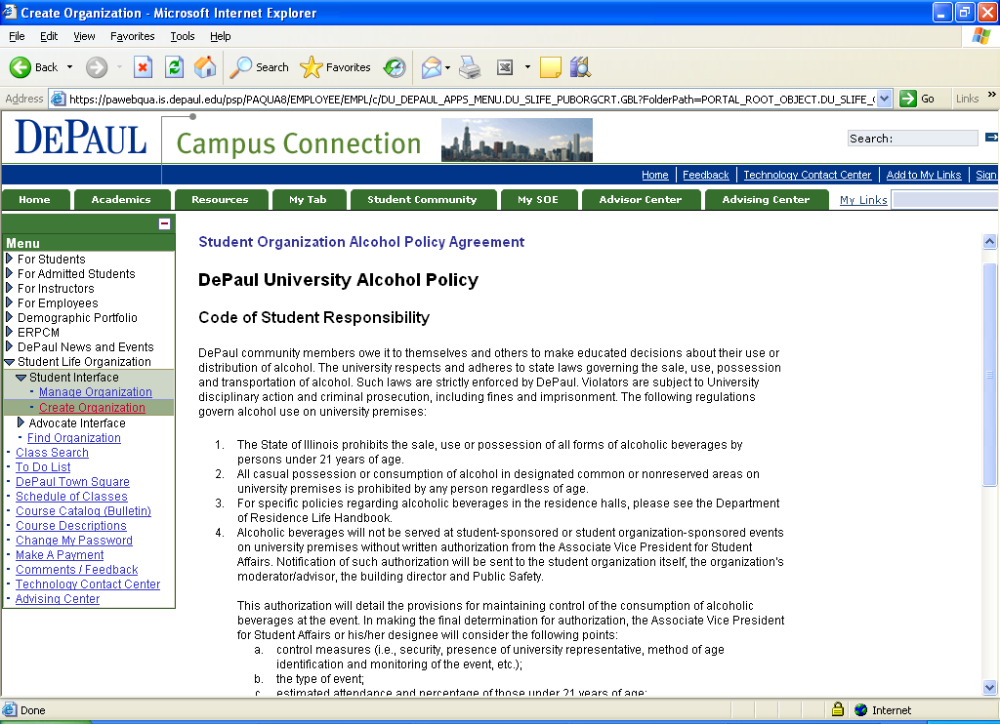 Create Organization - Microsoft Internet Explorer
File Edit View Favorites Tools Help
Back Search Favorites
Address https://pawebqua.is.depaul.edu/psp/PAQUA8/EMPLOYEE/EMPL/c/DU_DEPAUL_APPS_MENU.DU_SLIFE_PUBORGCRT.GBL?FolderPath=PORTAL_ROOT_OBJECT.DU_SLIFE_ Go Links »
DEPAUL Campus Connection Search:
Home Feedback Technology Contact Center Add to My Links Sign
Home Academics Resources My Tab Student Community My SOE Advisor Center Advising Center My Links
Menu
For Students
For Admitted Students
For Instructors
For Employees
Demographic Portfolio
ERPCM
DePaul News and Events
Student Life Organization
Student Interface
- Manage Organization
- Create Organization
Advocate Interface
- Find Organization
- Class Search
- To Do List
- DePaul Town Square
- Schedule of Classes
- Course Catalog (Bulletin)
- Course Descriptions
- Change My Password
- Make A Payment
- Comments / Feedback
- Technology Contact Center
- Advising Center
Student Organization Alcohol Policy Agreement
DePaul University Alcohol Policy
Code of Student Responsibility
DePaul community members owe it to themselves and others to make educated decisions about their use or
distribution of alcohol. The university respects and adheres to state laws governing the sale, use, possession
and transportation of alcohol. Such laws are strictly enforced by DePaul. Violators are subject to University
disciplinary action and criminal prosecution, including fines and imprisonment. The following regulations
govern alcohol use on university premises:
1. The State of Illinois prohibits the sale, use or possession of all forms of alcoholic beverages by
persons under 21 years of age.
2. All casual possession or consumption of alcohol in designated common or nonreserved areas on
university premises is prohibited by any person regardless of age.
3. For specific policies regarding alcoholic beverages in the residence halls, please see the Department
of Residence Life Handbook.
4. Alcoholic beverages will not be served at student-sponsored or student organization-sponsored events
on university premises without written authorization from the Associate Vice President for Student
Affairs. Notification of such authorization will be sent to the student organization itself, the organization's
moderator/advisor, the building director and Public Safety.
This authorization will detail the provisions for maintaining control of the consumption of alcoholic
beverages at the event. In making the final determination for authorization, the Associate Vice President
for Student Affairs or his/her designee will consider the following points:
a. control measures (i.e., security, presence of university representative, method of age
identification and monitoring of the event, etc.);
b. the type of event;
c. estimated attendance and percentage of those under 21 years of age;
Done Internet